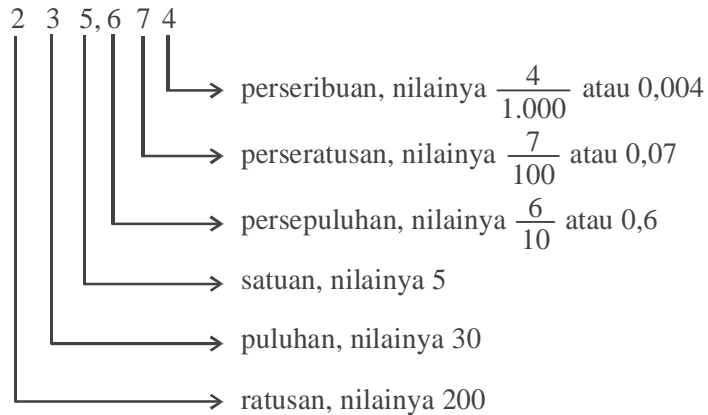 2 3 5,6 7 4
perseribuan, nilainya 4/1.000 atau 0,004
perseratusan, nilainya 7/100 atau 0,07
persepuluhan, nilainya 6/10 atau 0,6
satuan, nilainya 5
puluhan, nilainya 30
ratusan, nilainya 200